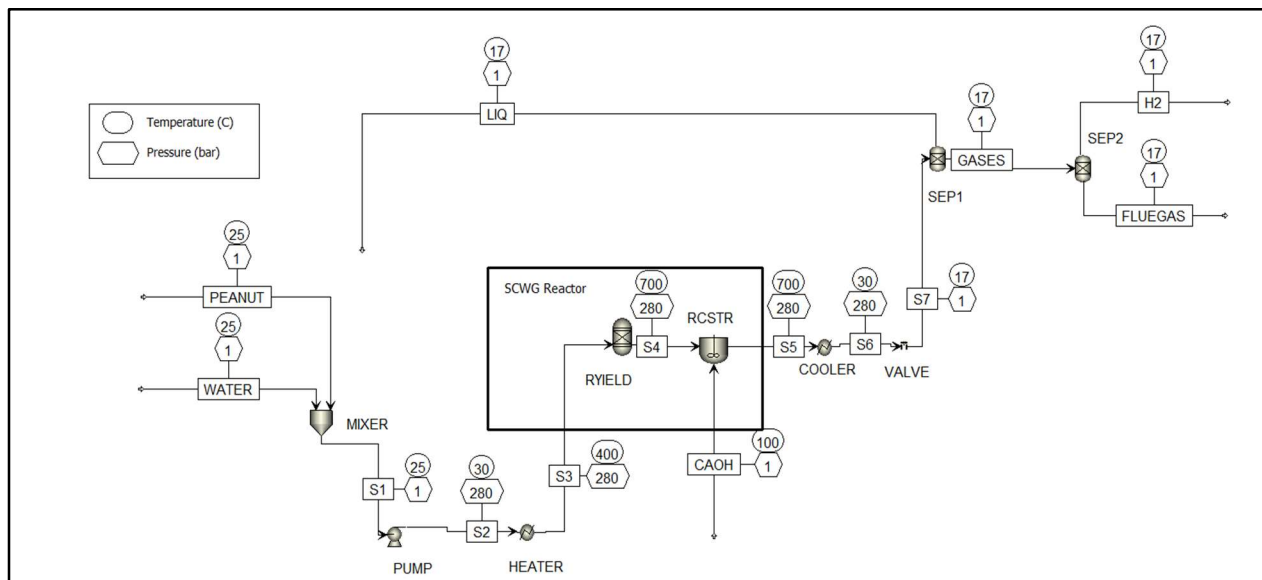 17
1
LIQ
17
1
H2
17
1
GASES
SEP2
17
1
FLUEGAS
SEP1
Temperature (C)
Pressure (bar)
25
1
PEANUT
25
1
WATER
MIXER
25
1
S1
PUMP
30
280
S2
HEATER
400
280
S3
SCWG Reactor
RYIELD
700
280
S4
RCSTR
100
1
CAOH
700
280
S5
COOLER
30
280
S6
VALVE
17
1
S7